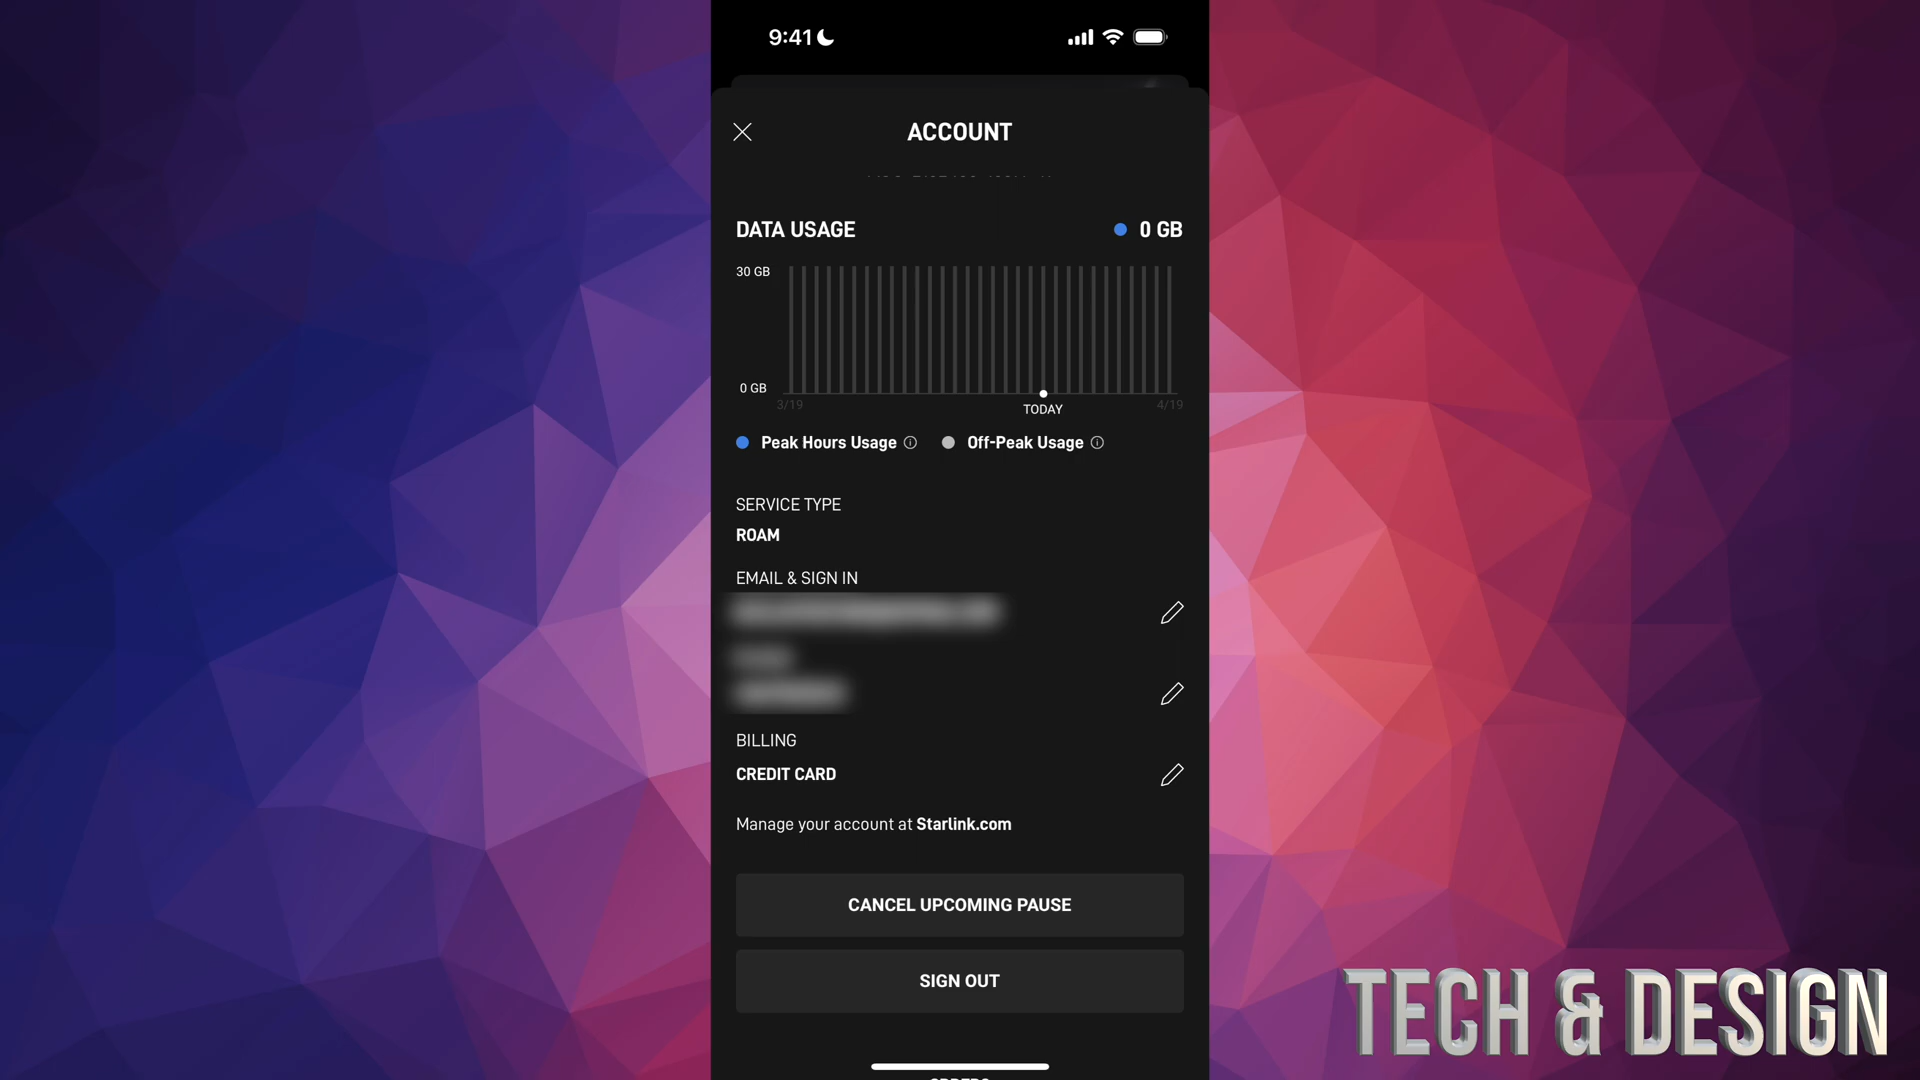 9:41
ACCOUNT
DATA USAGE
0 GB
30 GB
0 GB
3/19
TODAY
4/19
Peak Hours Usage
Off-Peak Usage
SERVICE TYPE
ROAM
EMAIL & SIGN IN
BILLING
CREDIT CARD
Manage your account at Starlink.com
CANCEL UPCOMING PAUSE
SIGN OUT
TECH & DESIGN